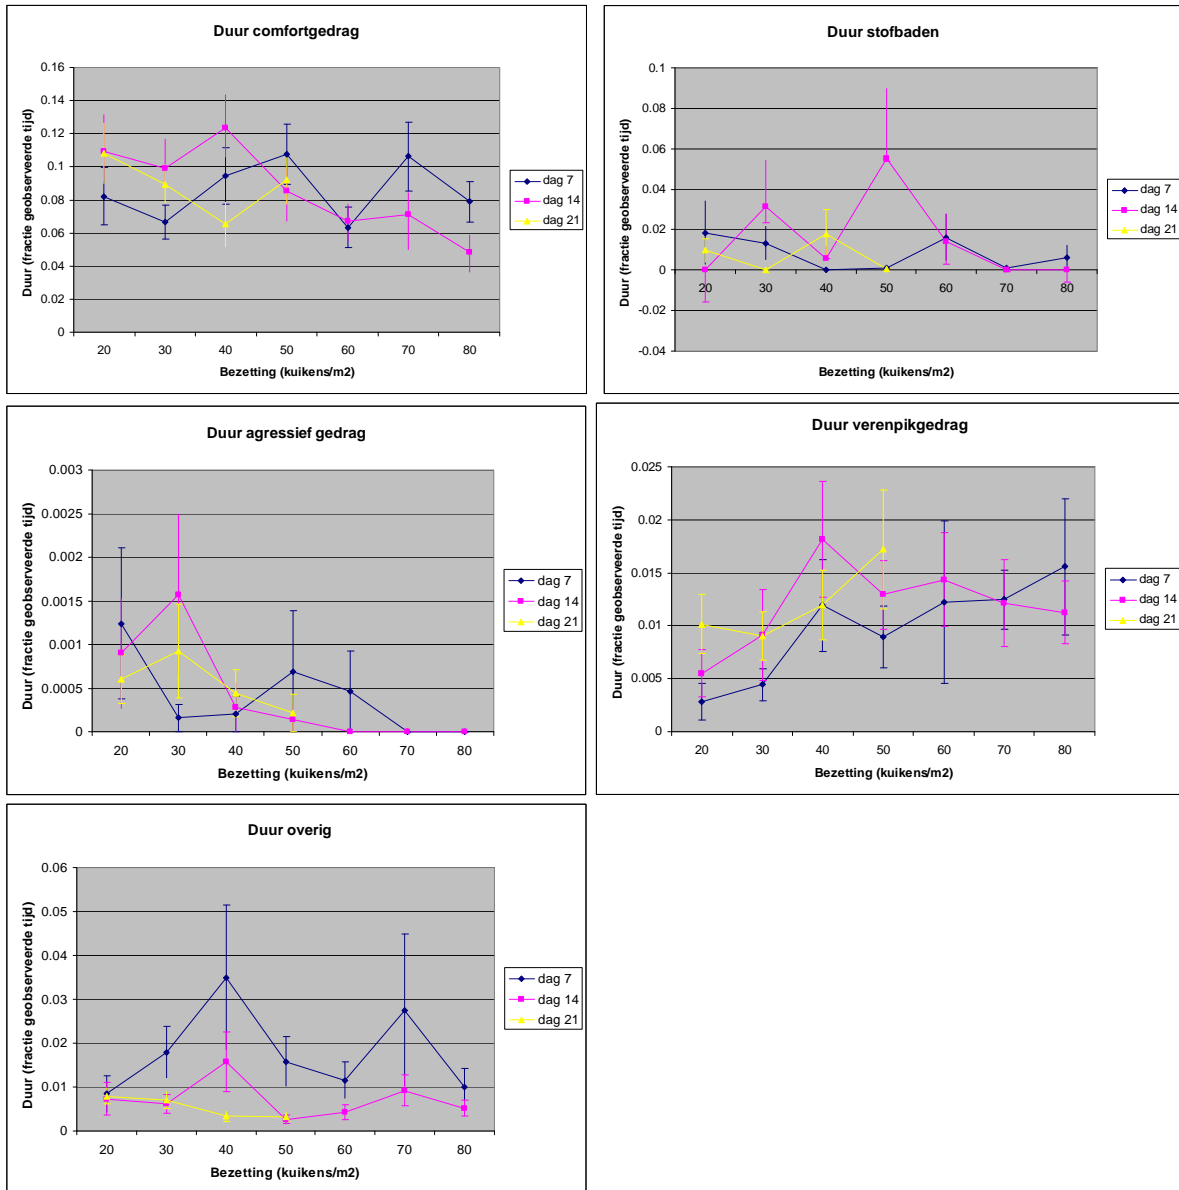 Duur comfortgedrag
Duur (fractie geobserveerde tijd)
0.16
0.14
0.12
0.1
0.08
0.06
0.04
0.02
0
20 30 40 50 60 70 80
Bezetting (kuikens/m2)
dag 7
dag 14
dag 21
Duur stofbaden
Duur (fractie geobserveerde tijd)
0.1
0.08
0.06
0.04
0.02
0
-0.02
-0.04
20 30 40 50 60 70 80
Bezetting (kuikens/m2)
dag 7
dag 14
dag 21
Duur agressief gedrag
Duur (fractie geobserveerde tijd)
0.003
0.0025
0.002
0.0015
0.001
0.0005
0
20 30 40 50 60 70 80
Bezetting (kuikens/m2)
dag 7
dag 14
dag 21
Duur verenpikgedrag
Duur (fractie geobserveerde tijd)
0.025
0.02
0.015
0.01
0.005
0
20 30 40 50 60 70 80
Bezetting (kuikens/m2)
dag 7
dag 14
dag 21
Duur overig
Duur (fractie geobserveerde tijd)
0.06
0.05
0.04
0.03
0.02
0.01
0
20 30 40 50 60 70 80
Bezetting (kuikens/m2)
dag 7
dag 14
dag 21